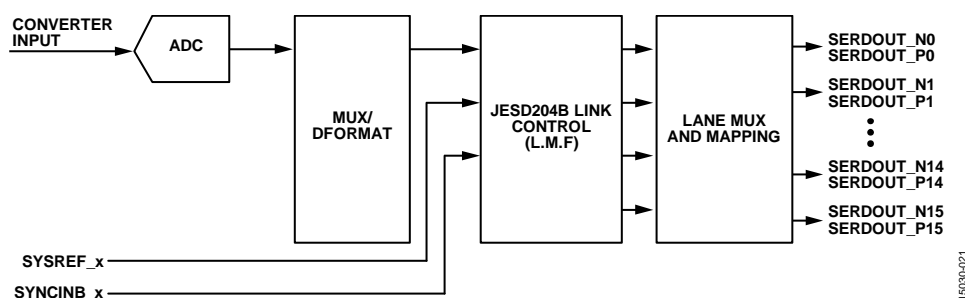 CONVERTER
INPUT
ADC
MUX/
DFORMAT
JESD204B LINK
CONTROL
(L.M.F)
LANE MUX
AND MAPPING
SERDOUT_N0
SERDOUT_P0
SERDOUT_N1
SERDOUT_P1
SERDOUT_N14
SERDOUT_P14
SERDOUT_N15
SERDOUT_P15
SYSREF_x
SYNCINB_x
15030-021